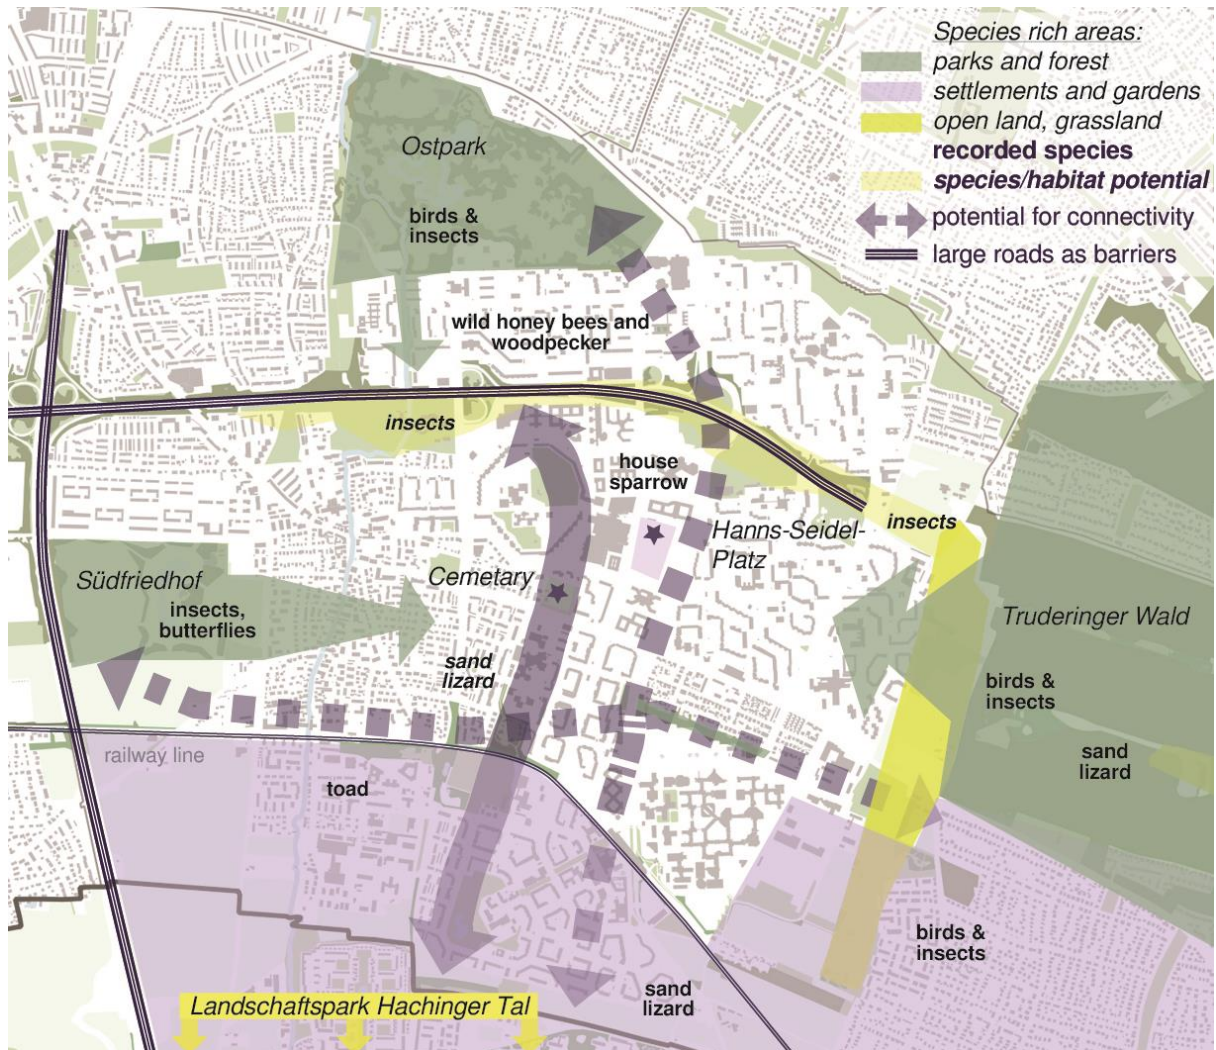 Species rich areas:
parks and forest
settlements and gardens
open land, grassland
recorded species
species/habitat potential
potential for connectivity
large roads as barriers
Ostpark
birds &
insects
wild honey bees and
woodpecker
insects
house
sparrow
insects
Hanns-Seidel-
Platz
Südfriedhof
insects,
butterflies
Cemetary
Truderinger Wald
sand
lizard
birds &
insects
sand
lizard
railway line
toad
birds &
insects
sand
lizard
Landschaftspark Hachinger Tal